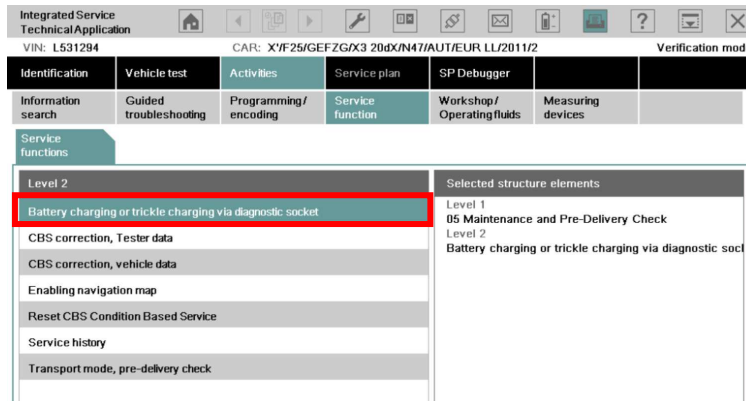 Integrated Service
Technical Application
?
VIN: L531294 CAR: X'/F25/GEFZG/X3 20dX/N47/AUT/EUR LL/2011/2 Verification mod
Identification Vehicle test Activities Service plan SP Debugger
Information search Guided troubleshooting Programming/ encoding Service function Workshop/ Operating fluids Measuring devices
Service
functions
Level 2
Battery charging or trickle charging via diagnostic socket
CBS correction, Tester data
CBS correction, vehicle data
Enabling navigation map
Reset CBS Condition Based Service
Service history
Transport mode, pre-delivery check
Selected structure elements
Level 1
05 Maintenance and Pre-Delivery Check
Level 2
Battery charging or trickle charging via diagnostic socl